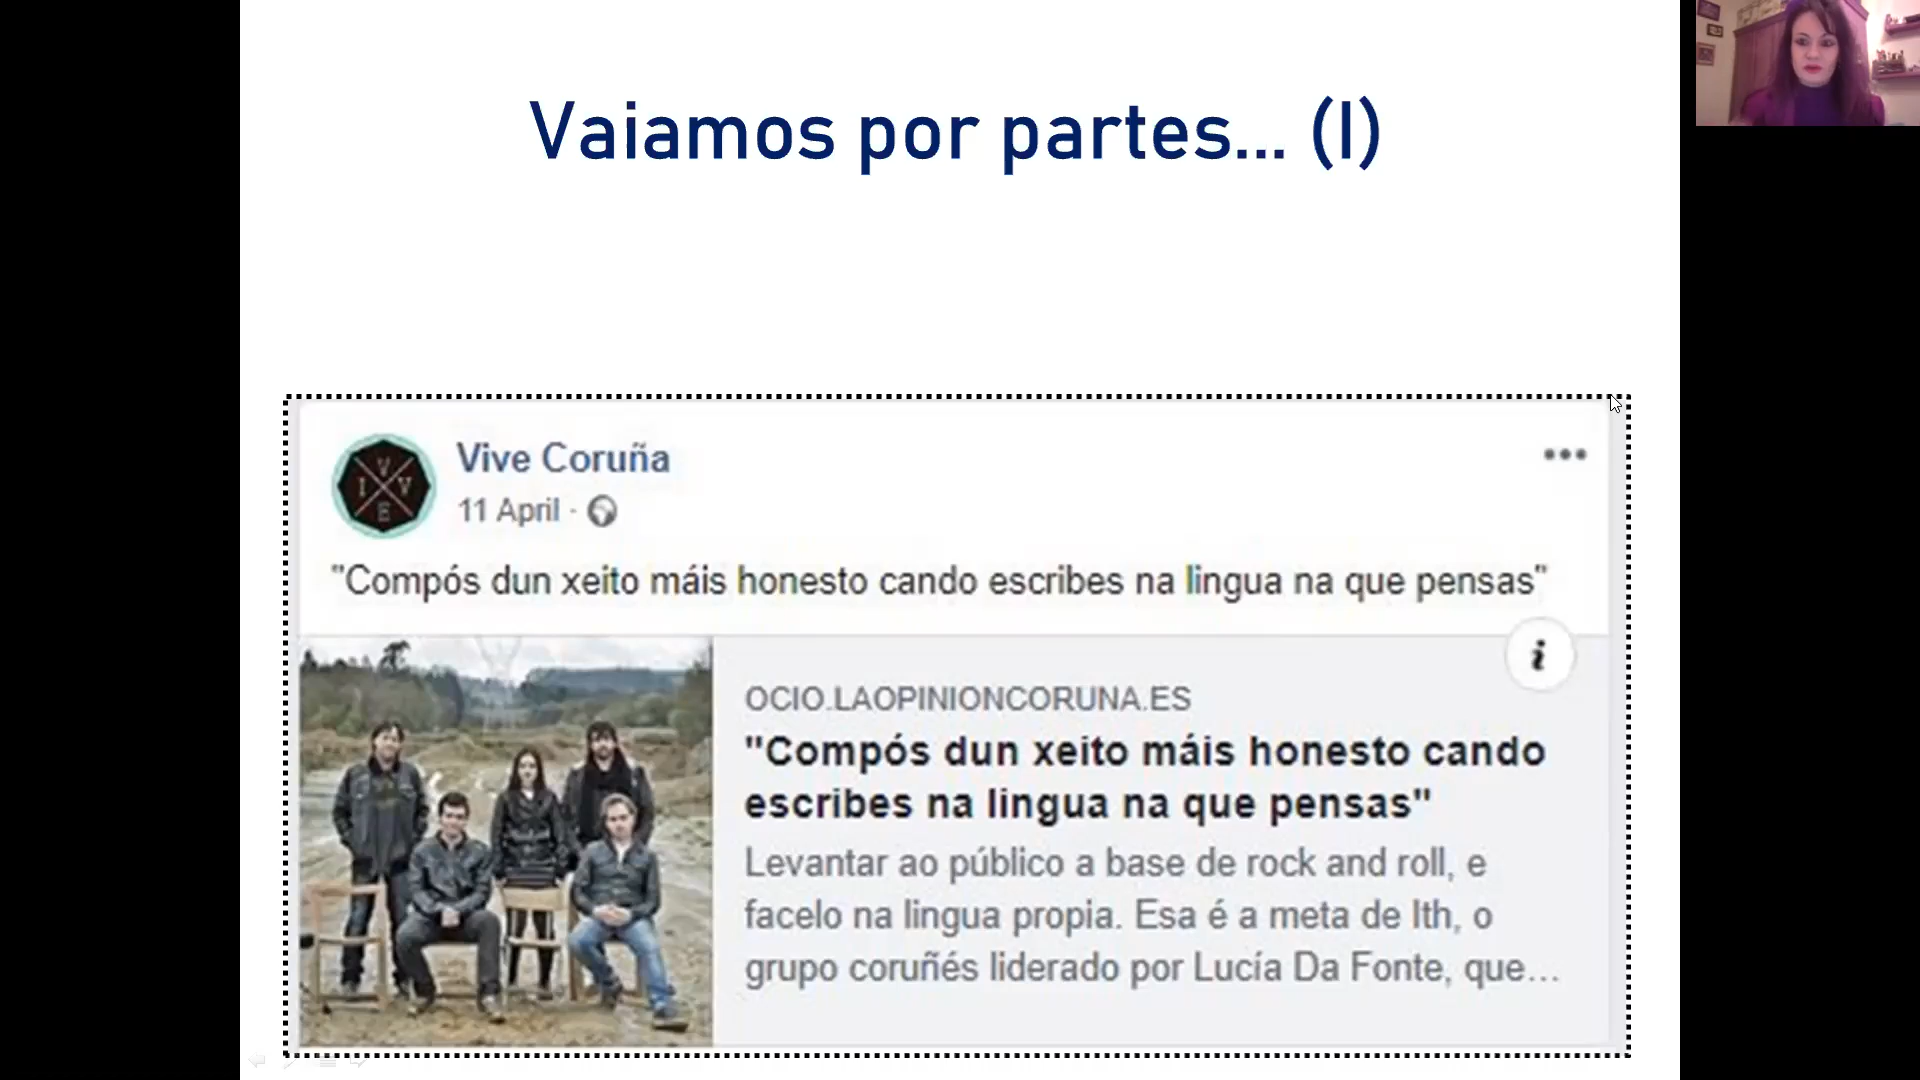 Vaiamos por partes... (I)
Vive Coruña
11 April ·
"Compós dun xeito máis honesto cando escribes na lingua na que pensas"
V
I V
E
OCIO.LAOPINIONCORUNA.ES
"Compós dun xeito máis honesto cando
escribes na lingua na que pensas"
Levantar ao público a base de rock and roll, e
facelo na lingua propia. Esa é a meta de Ith, o
grupo coruñés liderado por Lucía Da Fonte, que...